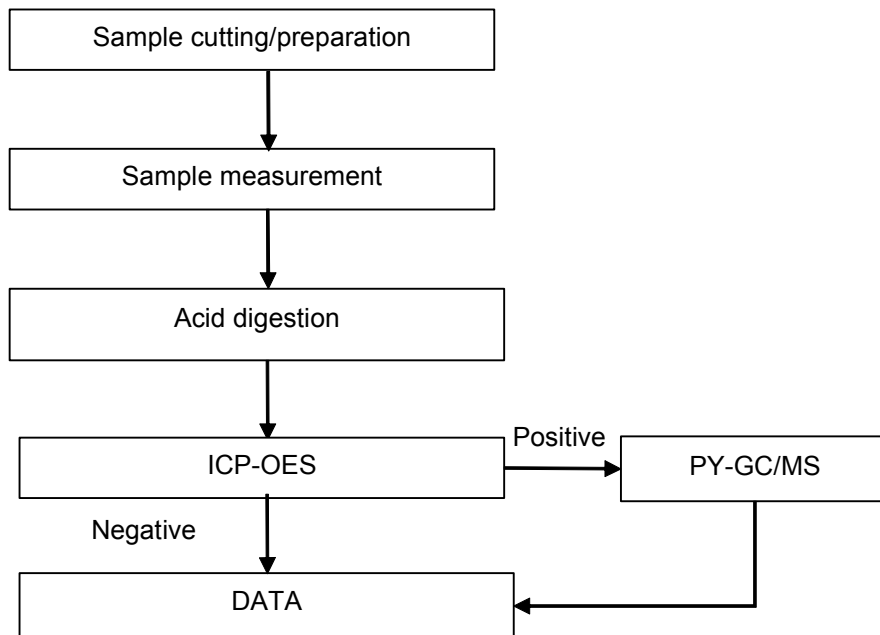 Sample cutting/preparation
Sample measurement
Acid digestion
ICP-OES
Positive
PY-GC/MS
Negative
DATA